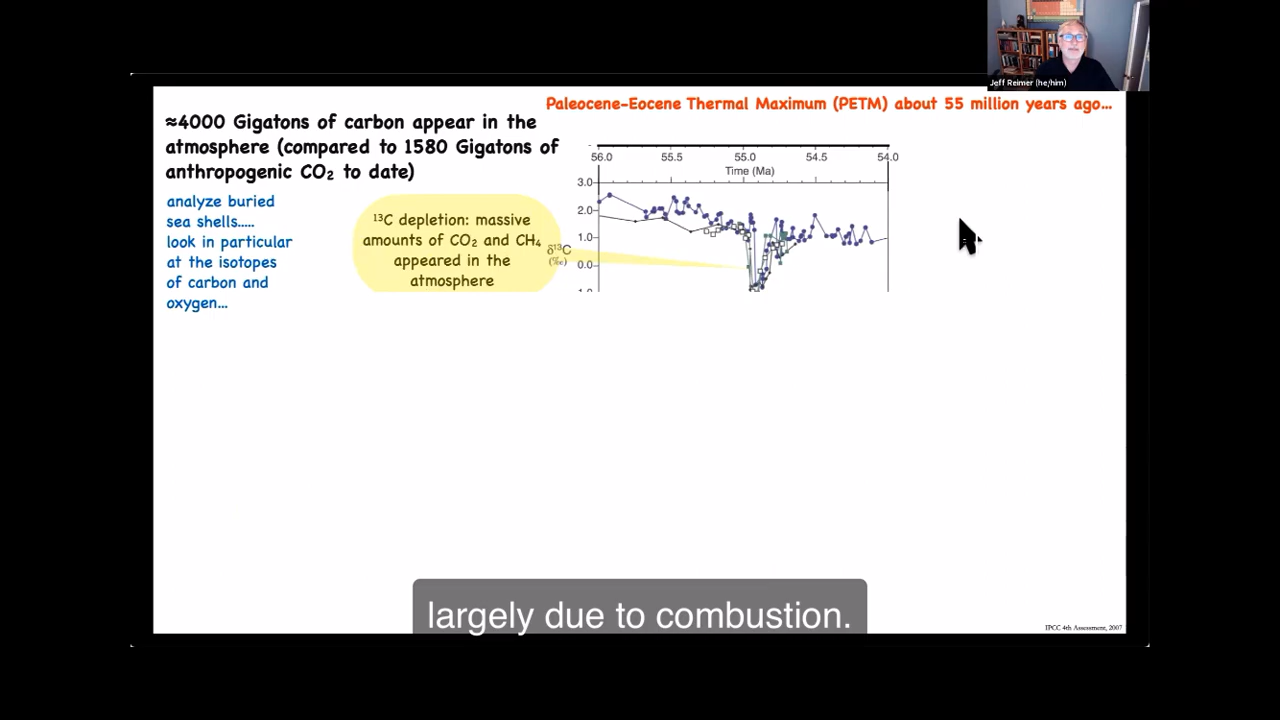 Jeff Reimer (he/him)
Paleocene-Eocene Thermal Maximum (PETM) about 55 million years ago...
≈4000 Gigatons of carbon appear in the
atmosphere (compared to 1580 Gigatons of
anthropogenic CO₂ to date)
analyze buried
sea shells.....
look in particular
at the isotopes
of carbon and
oxygen...
¹³C depletion: massive
amounts of CO₂ and CH₄
appeared in the
atmosphere
56.0 55.5 55.0 54.5 54.0
Time (Ma)
3.0
2.0
1.0
δ¹³C
(‰)
0.0
-1.0
largely due to combustion.
IPCC 4th Assessment, 2007